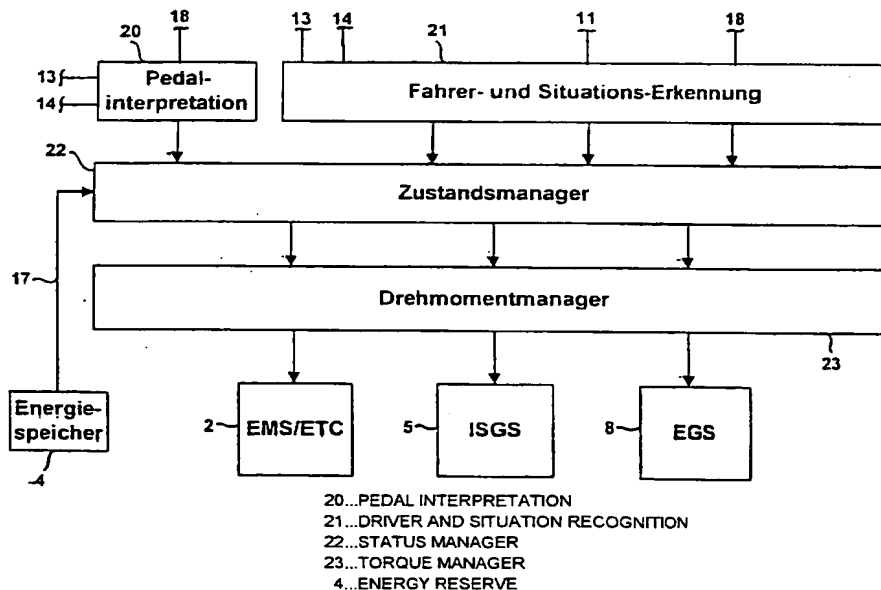 20 18 13 14 21 11 18
13 Pedal-
14 interpretation
Fahrer- und Situations-Erkennung
22
Zustandsmanager
17
Drehmomentmanager
23
Energie-
speicher
4
2 EMS/ETC
5 ISGS
8 EGS
20...PEDAL INTERPRETATION
21...DRIVER AND SITUATION RECOGNITION
22...STATUS MANAGER
23...TORQUE MANAGER
4...ENERGY RESERVE